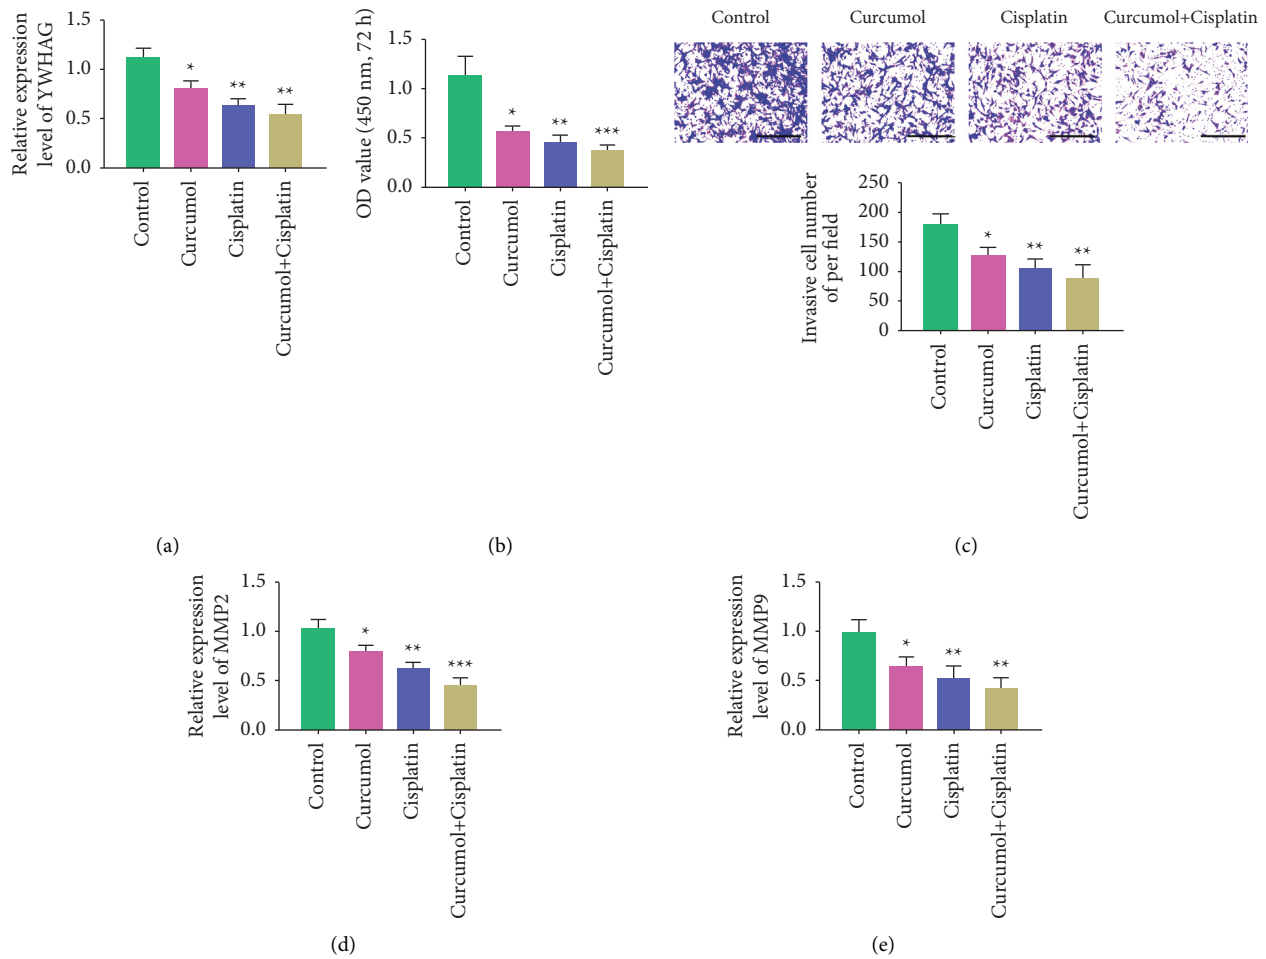 Relative expression
level of YWHAG
1.5
1.0
0.5
0.0
*
**
**
Control
Curcumol
Cisplatin
Curcumol+Cisplatin
(a)
OD value (450 nm, 72 h)
1.5
1.0
0.5
0.0
*
**
***
Control
Curcumol
Cisplatin
Curcumol+Cisplatin
(b)
Control
Curcumol
Cisplatin
Curcumol+Cisplatin
Invasive cell number
of per field
250
200
150
100
50
0
*
**
**
Control
Curcumol
Cisplatin
Curcumol+Cisplatin
(c)
Relative expression
level of MMP2
1.5
1.0
0.5
0.0
*
**
***
Control
Curcumol
Cisplatin
Curcumol+Cisplatin
(d)
Relative expression
level of MMP9
1.5
1.0
0.5
0.0
*
**
**
Control
Curcumol
Cisplatin
Curcumol+Cisplatin
(e)